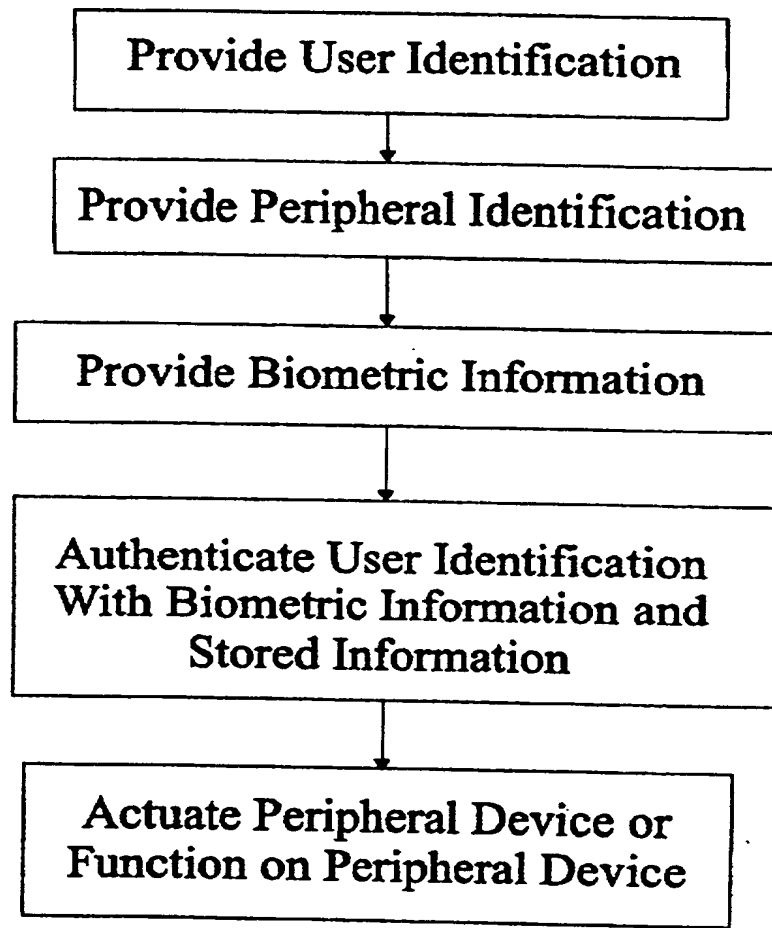 Provide User Identification
Provide Peripheral Identification
Provide Biometric Information
Authenticate User Identification
With Biometric Information and
Stored Information
Actuate Peripheral Device or
Function on Peripheral Device